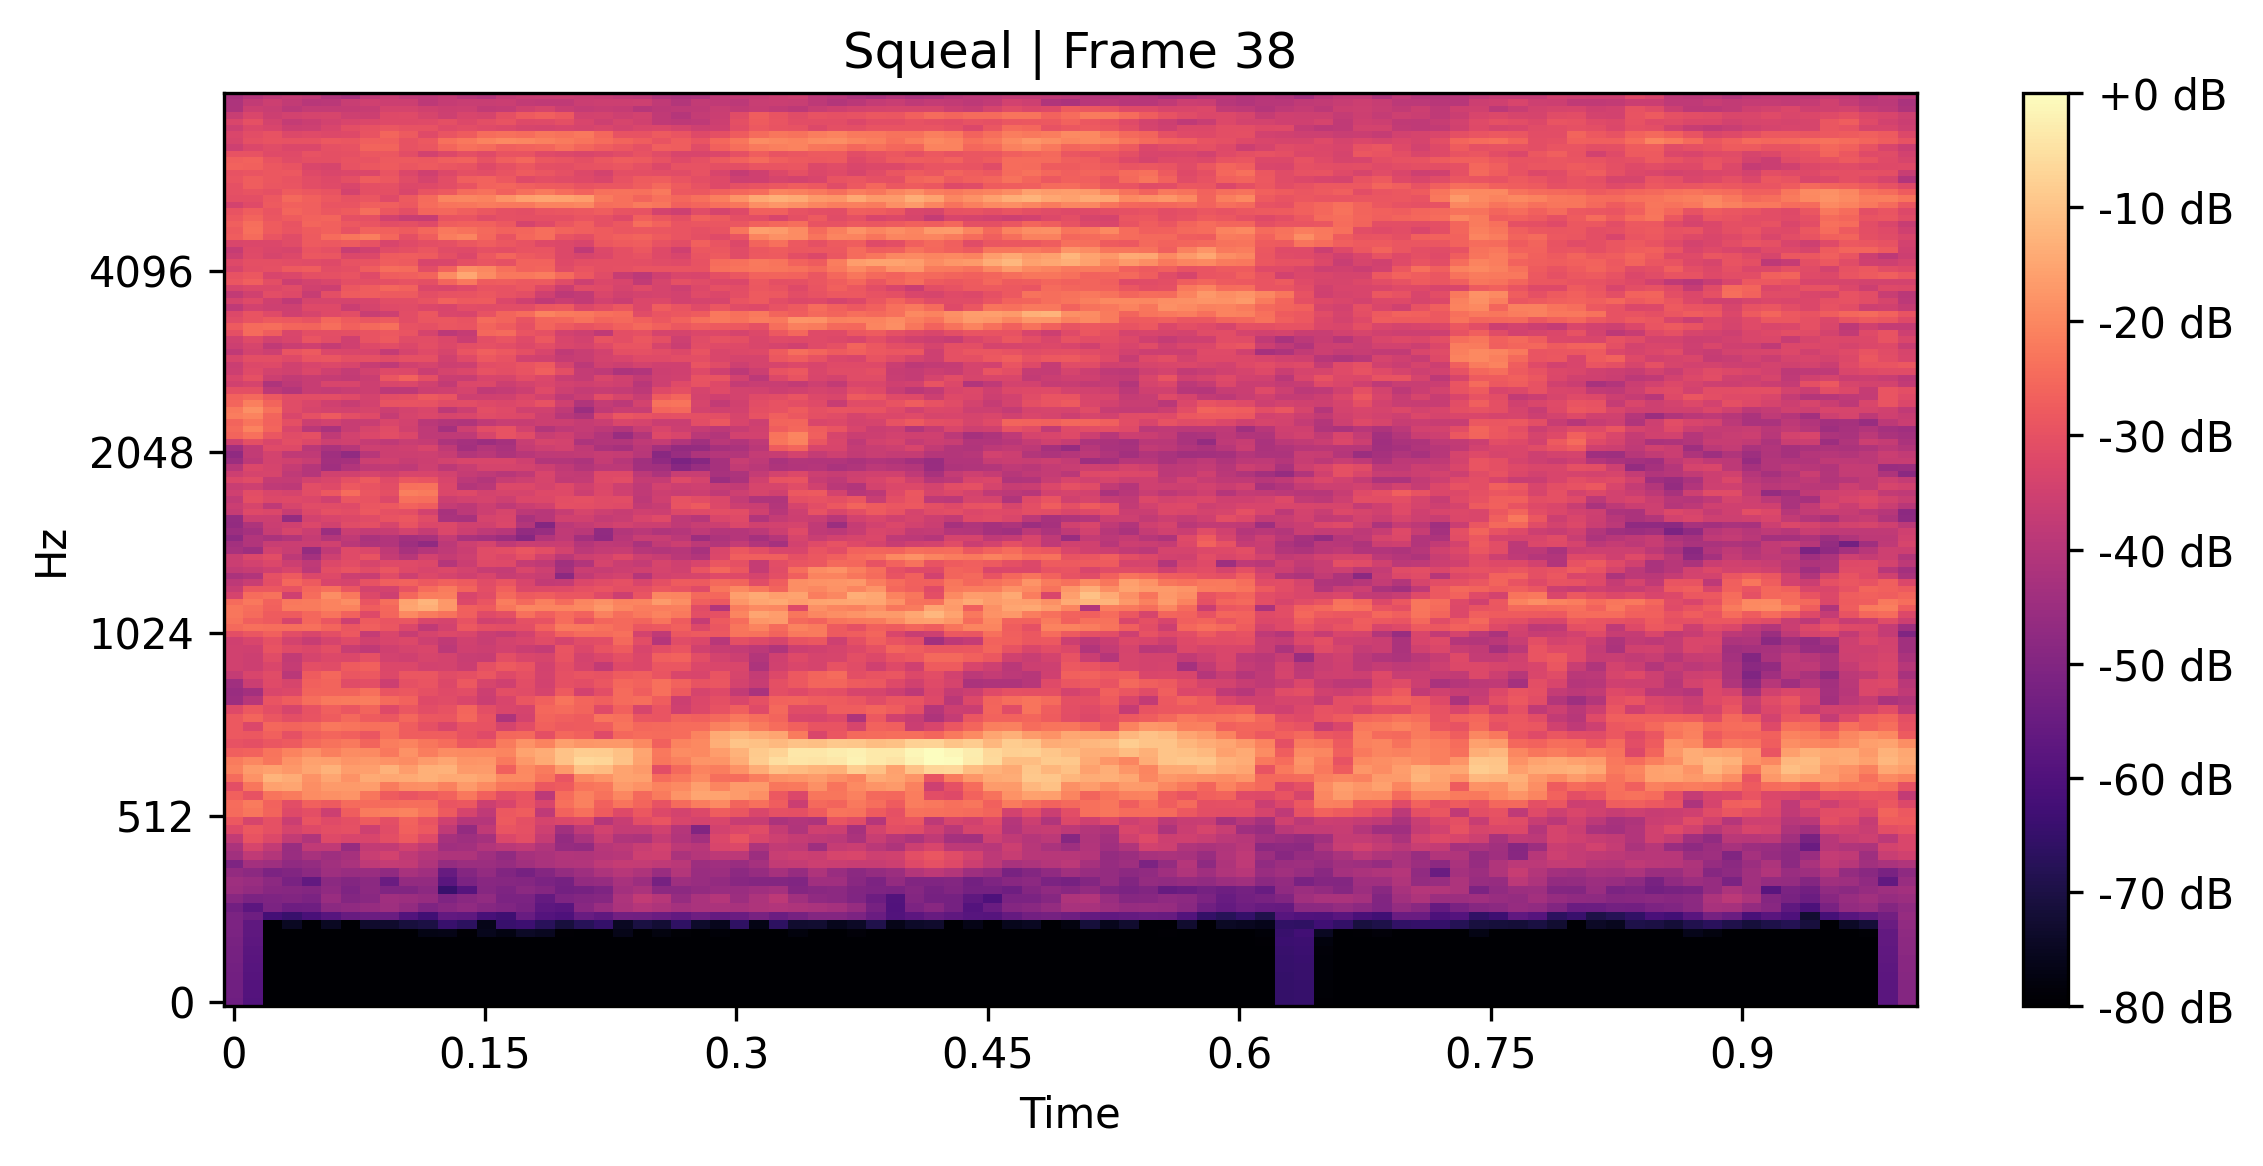 Squeal | Frame 38
+0 dB
-10 dB
-20 dB
-30 dB
-40 dB
-50 dB
-60 dB
-70 dB
-80 dB
Hz
4096
2048
1024
512
0
0 0.15 0.3 0.45 0.6 0.75 0.9
Time